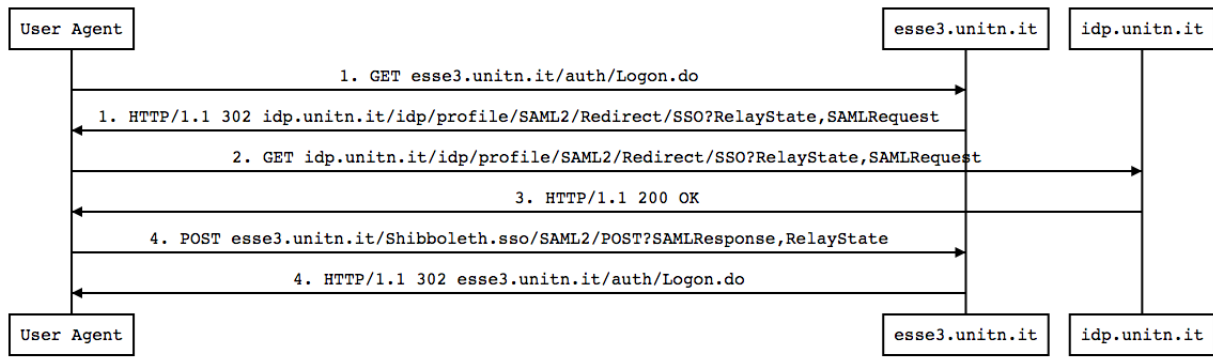 User Agent
esse3.unitn.it
idp.unitn.it
1. GET esse3.unitn.it/auth/Logon.do
1. HTTP/1.1 302 idp.unitn.it/idp/profile/SAML2/Redirect/SSO?RelayState,SAMLRequest
2. GET idp.unitn.it/idp/profile/SAML2/Redirect/SSO?RelayState,SAMLRequest
3. HTTP/1.1 200 OK
4. POST esse3.unitn.it/Shibboleth.sso/SAML2/POST?SAMLResponse,RelayState
4. HTTP/1.1 302 esse3.unitn.it/auth/Logon.do
User Agent
esse3.unitn.it
idp.unitn.it